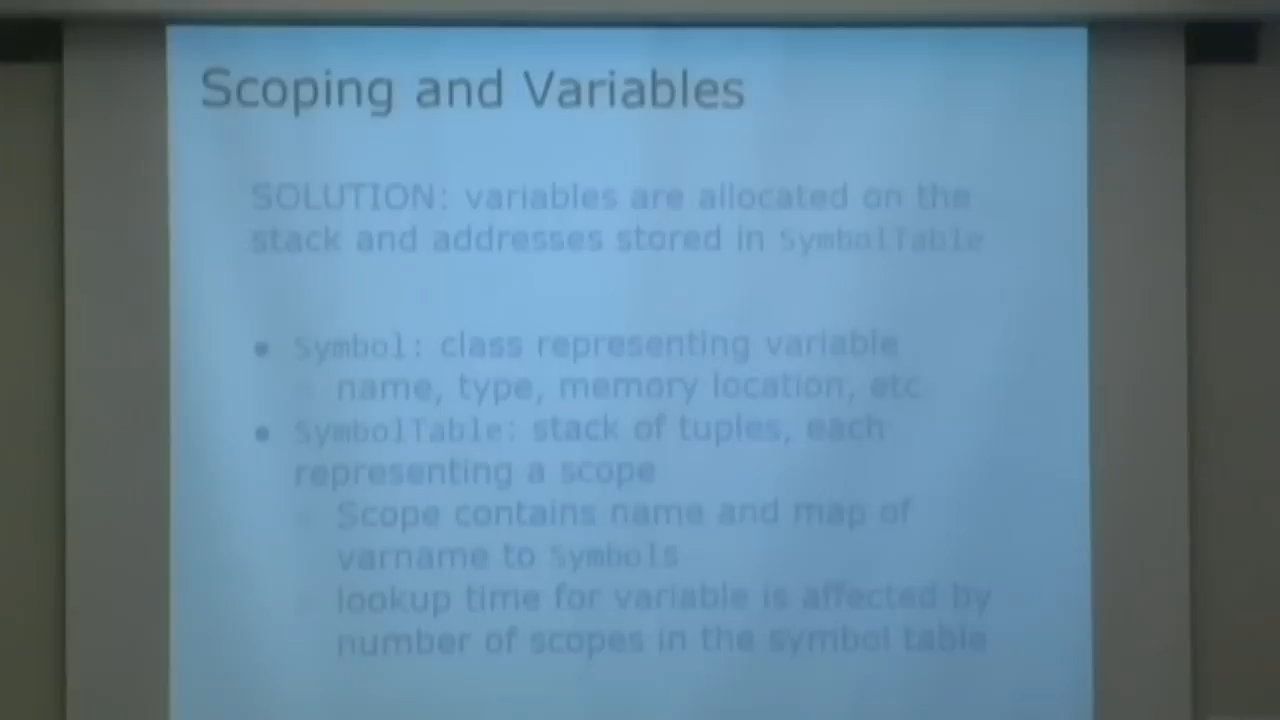 Scoping and Variables
SOLUTION: variables are allocated on the
stack and addresses stored in SymbolTable
• Symbol: class representing variable
name, type, memory location, etc
• SymbolTable: stack of tuples, each
representing a scope
Scope contains name and map of
varname to Symbols
lookup time for variable is affected by
number of scopes in the symbol table